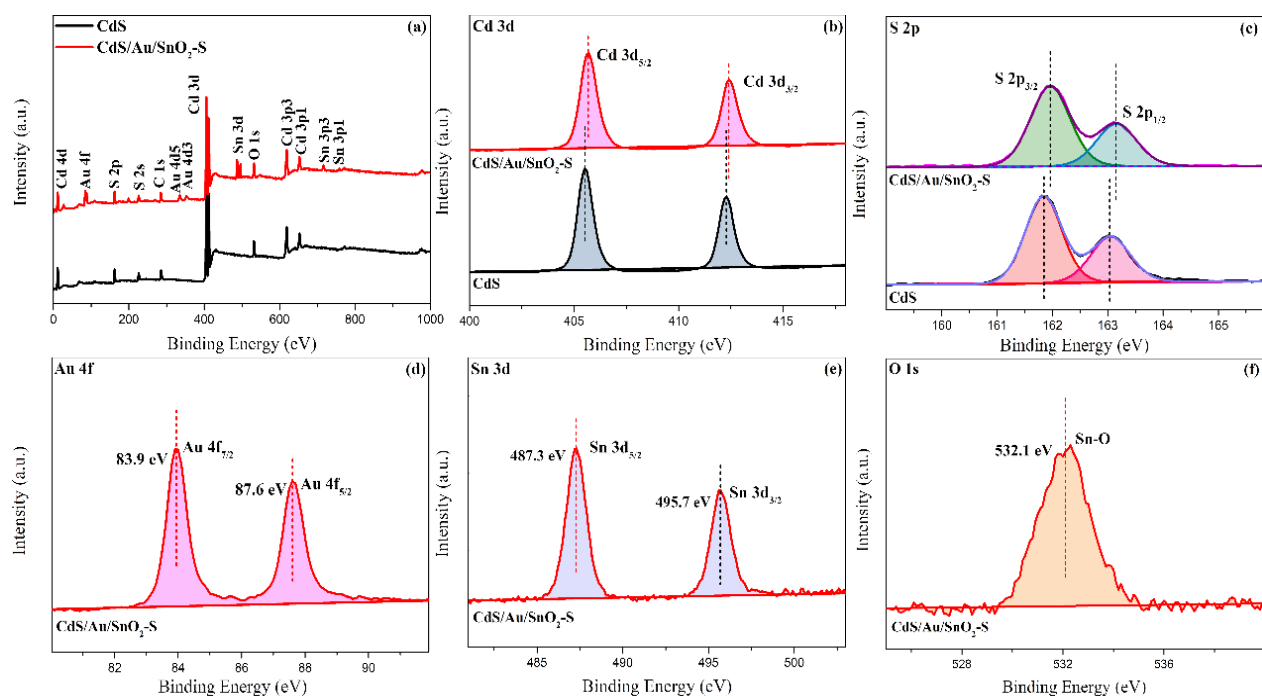 (a)
CdS
CdS/Au/SnO₂-S
Cd 4d
Au 4f
S 2p
S 2s
C 1s
Au 4d5
Au 4d3
Cd 3d
Sn 3d
O 1s
Cd 3p3
Cd 3p1
Sn 3p3
Sn 3p1
Intensity (a.u.)
0 200 400 600 800 1000
Binding Energy (eV)
Cd 3d
(b)
Cd 3d₅/₂
Cd 3d₃/₂
CdS/Au/SnO₂-S
CdS
Intensity (a.u.)
400 405 410 415
Binding Energy (eV)
S 2p
(c)
S 2p₃/₂
S 2p₁/₂
CdS/Au/SnO₂-S
CdS
Intensity (a.u.)
160 161 162 163 164 165
Binding Energy (eV)
Au 4f
(d)
Au 4f₇/₂
83.9 eV
87.6 eV
Au 4f₅/₂
CdS/Au/SnO₂-S
Intensity (a.u.)
82 84 86 88 90
Binding Energy (eV)
Sn 3d
(e)
487.3 eV
Sn 3d₅/₂
495.7 eV
Sn 3d₃/₂
CdS/Au/SnO₂-S
Intensity (a.u.)
485 490 495 500
Binding Energy (eV)
O 1s
(f)
532.1 eV
Sn-O
CdS/Au/SnO₂-S
Intensity (a.u.)
528 532 536
Binding Energy (eV)